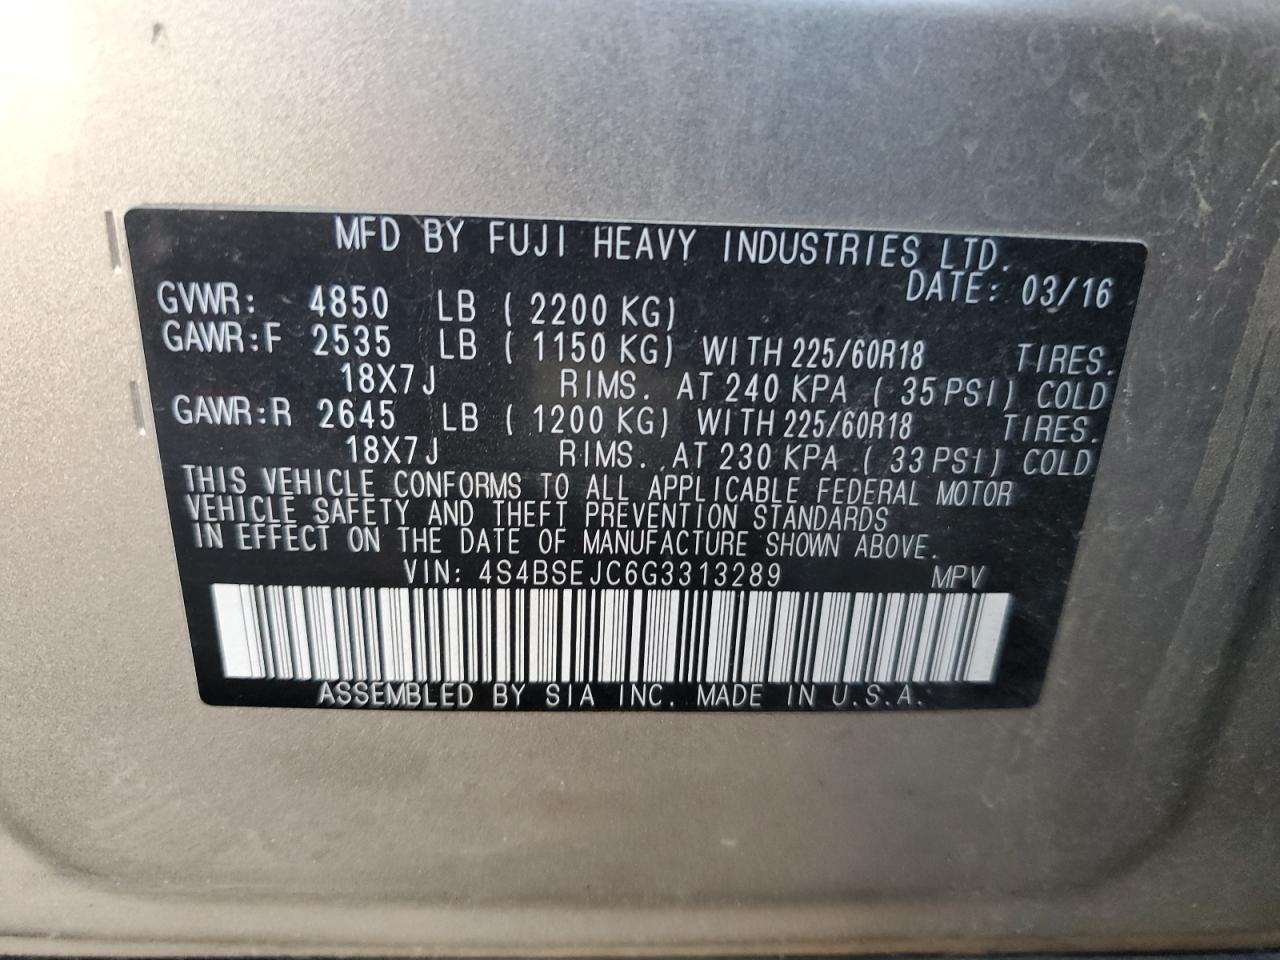 MFD BY FUJI HEAVY INDUSTRIES LTD.
DATE: 03/16
GVWR: 4850 LB ( 2200 KG)
GAWR:F 2535 LB ( 1150 KG) WITH 225/60R18 TIRES.
18X7J RIMS. AT 240 KPA ( 35 PSI) COLD
GAWR:R 2645 LB ( 1200 KG) WITH 225/60R18 TIRES.
18X7J RIMS. AT 230 KPA ( 33 PSI) COLD
THIS VEHICLE CONFORMS TO ALL APPLICABLE FEDERAL MOTOR
VEHICLE SAFETY AND THEFT PREVENTION STANDARDS
IN EFFECT ON THE DATE OF MANUFACTURE SHOWN ABOVE.
VIN: 4S4BSEJC6G3313289 MPV
ASSEMBLED BY SIA INC. MADE IN U.S.A.